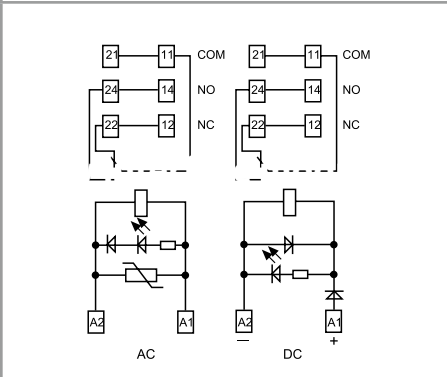 21 11 COM 21 11 COM
24 14 NO 24 14 NO
22 12 NC 22 12 NC
A2 A1 A2 A1
— +
AC DC